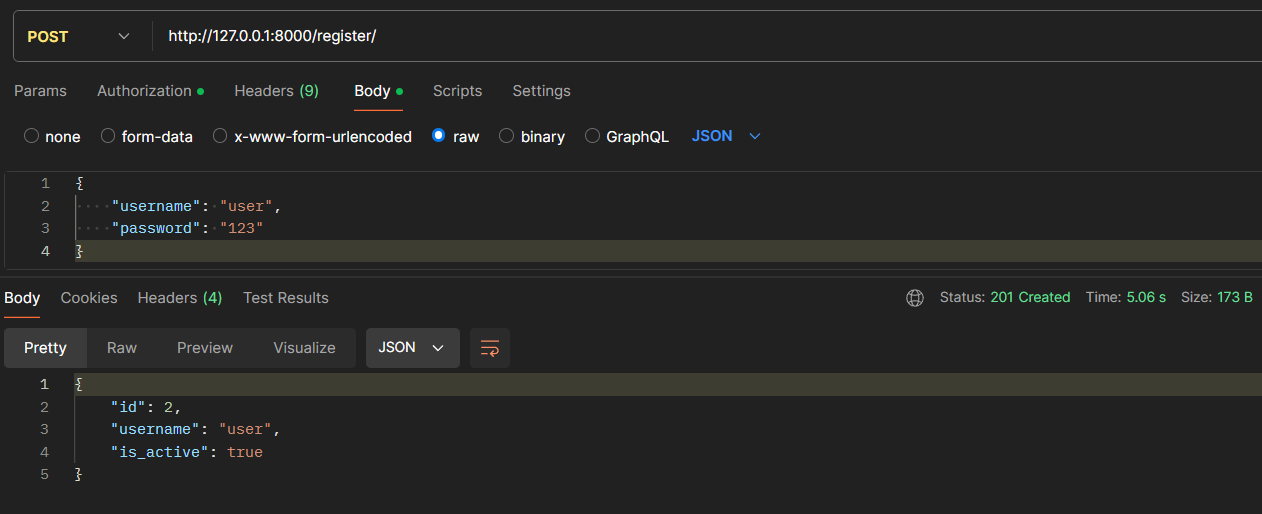 POST http://127.0.0.1:8000/register/
Params Authorization Headers (9) Body Scripts Settings
none form-data x-www-form-urlencoded raw binary GraphQL JSON
1 {
2 ····"username":·"user",
3 ····"password":·"123"
4 }
Body Cookies Headers (4) Test Results Status: 201 Created Time: 5.06 s Size: 173 B
Pretty Raw Preview Visualize JSON
1 {
2 "id": 2,
3 "username": "user",
4 "is_active": true
5 }